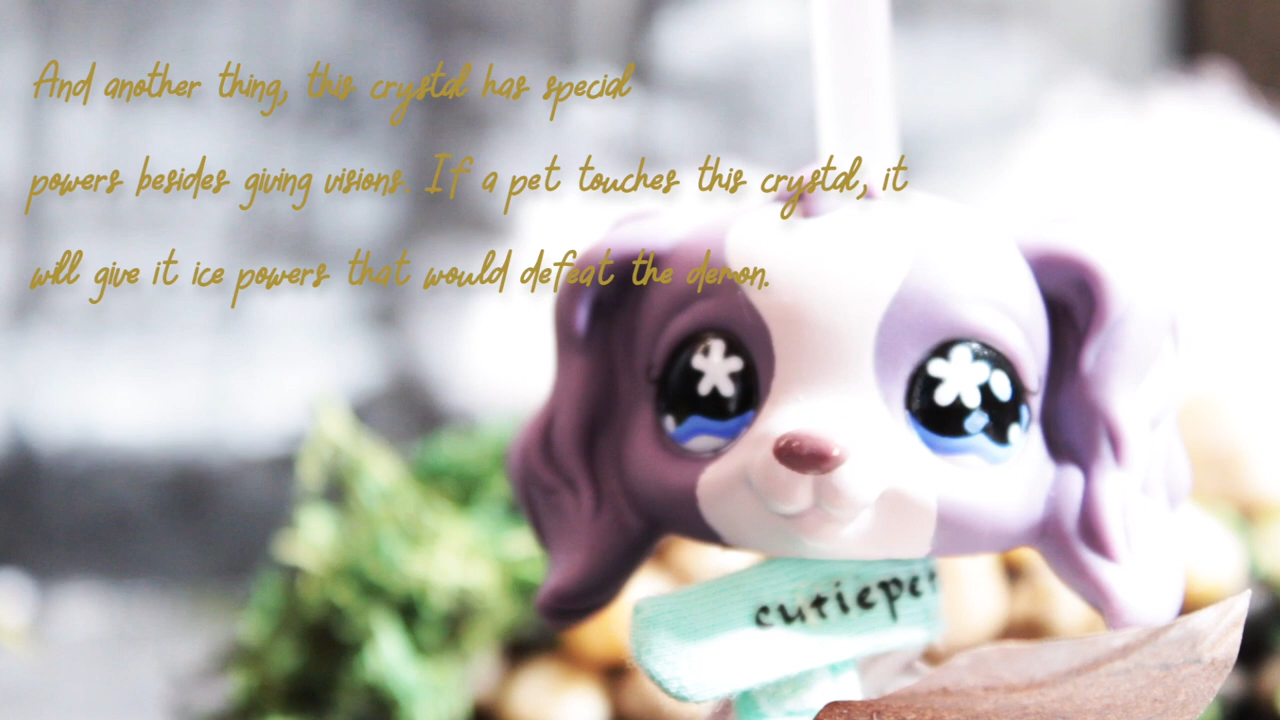 And another thing, this crystal has special
powers besides giving visions. If a pet touches this crystal, it
will give it ice powers that would defeat the demon.
cutiepet